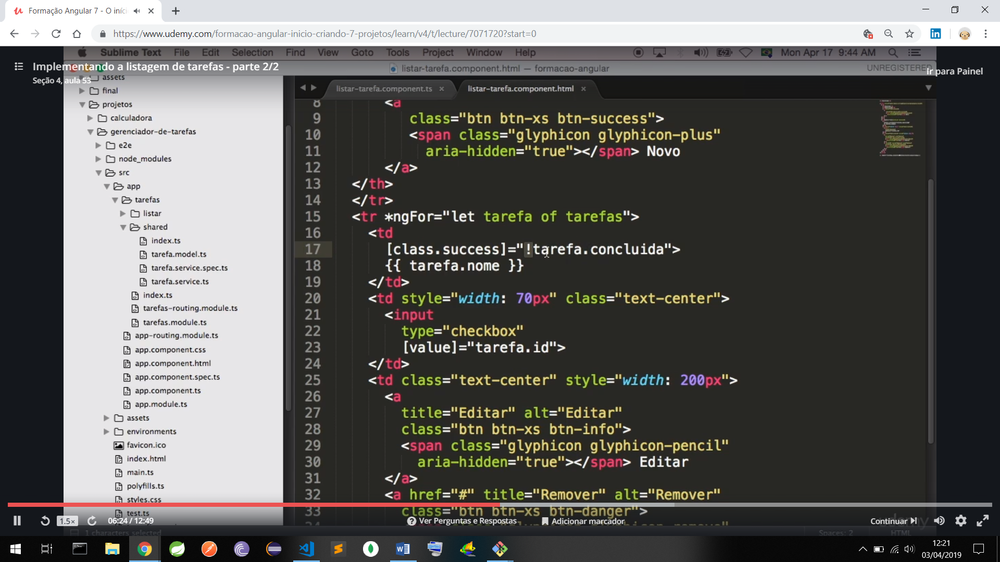 Formação Angular 7 - O iníc
https://www.udemy.com/formacao-angular-inicio-criando-7-projetos/learn/v4/t/lecture/7071720?start=0
Sublime Text File Edit Selection Find View Goto Tools Project Window Help Mon Apr 17 9:44 AM
Implementando a listagem de tarefas - parte 2/2
Seção 4, aula 53
listar-tarefa.component.html — formacao-angular
UNREGISTERED
Ir para Painel
assets
final
projetos
calculadora
gerenciador-de-tarefas
e2e
node_modules
src
app
tarefas
listar
shared
index.ts
tarefa.model.ts
tarefa.service.spec.ts
tarefa.service.ts
index.ts
tarefas-routing.module.ts
tarefas.module.ts
app-routing.module.ts
app.component.css
app.component.html
app.component.spec.ts
app.component.ts
app.module.ts
assets
environments
favicon.ico
index.html
main.ts
polyfills.ts
styles.css
test.ts
listar-tarefa.component.ts × listar-tarefa.component.html ×
8 <a
9 class="btn btn-xs btn-success">
10 <span class="glyphicon glyphicon-plus"
11 aria-hidden="true"></span> Novo
12 </a>
13 </th>
14 </tr>
15 <tr *ngFor="let tarefa of tarefas">
16 <td
17 [class.success]="!tarefa.concluida">
18 {{ tarefa.nome }}
19 </td>
20 <td style="width: 70px" class="text-center">
21 <input
22 type="checkbox"
23 [value]="tarefa.id">
24 </td>
25 <td class="text-center" style="width: 200px">
26 <a
27 title="Editar" alt="Editar"
28 class="btn btn-xs btn-info">
29 <span class="glyphicon glyphicon-pencil"
30 aria-hidden="true"></span> Editar
31 </a>
32 <a href="#" title="Remover" alt="Remover"
33 class="btn btn-xs btn-danger">
1.5x 06:24 / 12:49
Ver Perguntas e Respostas
Adicionar marcador
Continuar
udemy
1 characters selected
Spaces: 2 HTML
12:21
03/04/2019